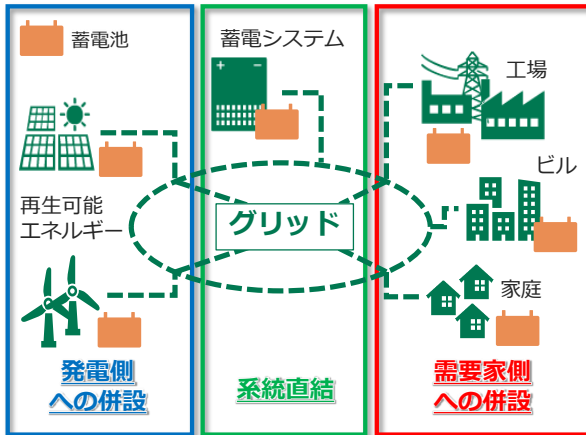 蓄電池
再生可能
エネルギー
発電側
への併設
蓄電システム
+ −
グリッド
系統直結
工場
ビル
家庭
需要家側
への併設